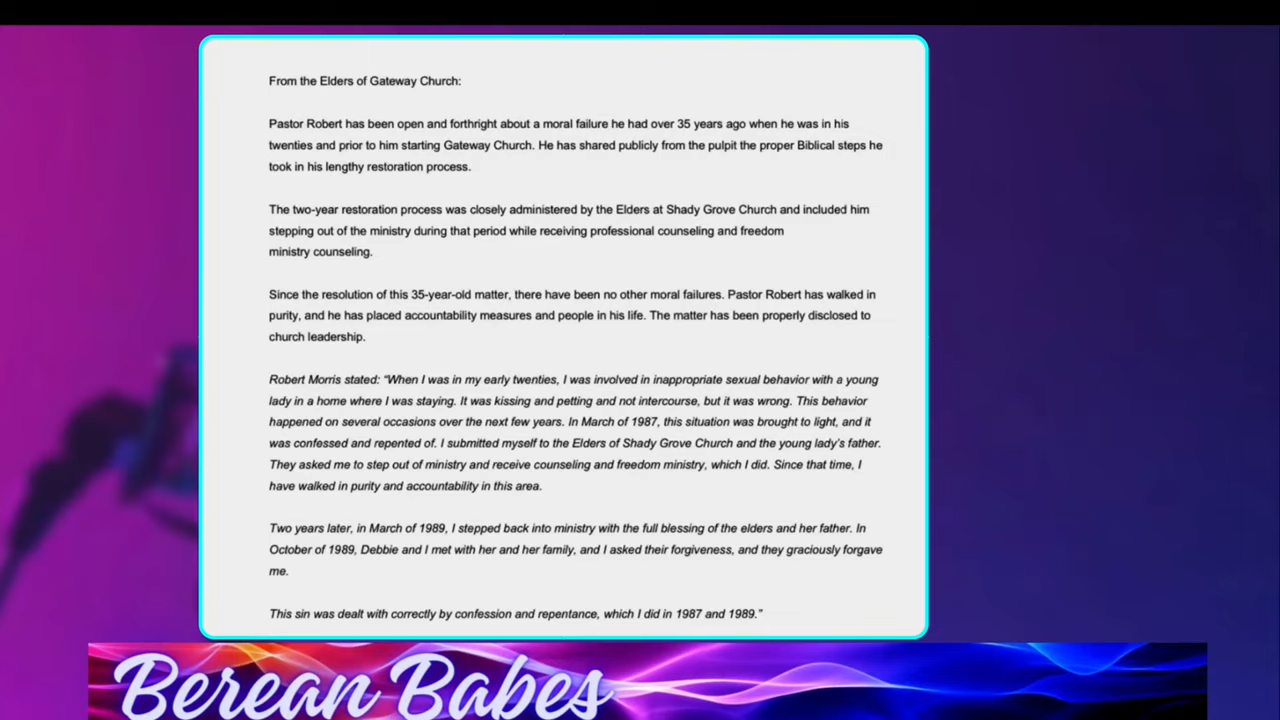 From the Elders of Gateway Church:
Pastor Robert has been open and forthright about a moral failure he had over 35 years ago when he was in his
twenties and prior to him starting Gateway Church. He has shared publicly from the pulpit the proper Biblical steps he
took in his lengthy restoration process.
The two-year restoration process was closely administered by the Elders at Shady Grove Church and included him
stepping out of the ministry during that period while receiving professional counseling and freedom
ministry counseling.
Since the resolution of this 35-year-old matter, there have been no other moral failures. Pastor Robert has walked in
purity, and he has placed accountability measures and people in his life. The matter has been properly disclosed to
church leadership.
Robert Morris stated: “When I was in my early twenties, I was involved in inappropriate sexual behavior with a young
lady in a home where I was staying. It was kissing and petting and not intercourse, but it was wrong. This behavior
happened on several occasions over the next few years. In March of 1987, this situation was brought to light, and it
was confessed and repented of. I submitted myself to the Elders of Shady Grove Church and the young lady’s father.
They asked me to step out of ministry and receive counseling and freedom ministry, which I did. Since that time, I
have walked in purity and accountability in this area.
Two years later, in March of 1989, I stepped back into ministry with the full blessing of the elders and her father. In
October of 1989, Debbie and I met with her and her family, and I asked their forgiveness, and they graciously forgave
me.
This sin was dealt with correctly by confession and repentance, which I did in 1987 and 1989.”
Berean Babes